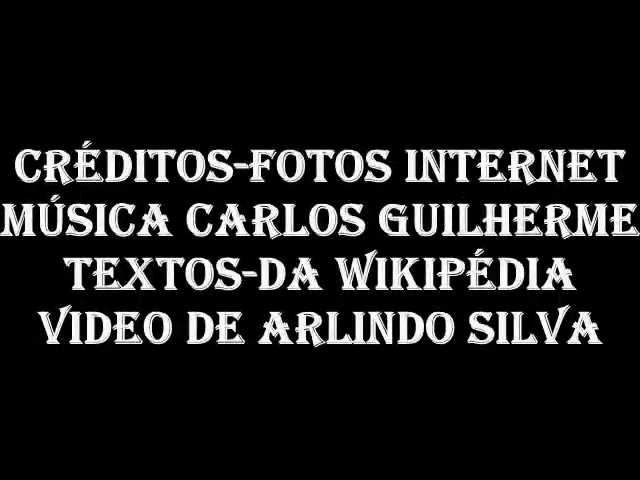 CRÉDITOS-FOTOS INTERNET
MÚSICA CARLOS GUILHERME
TEXTOS-DA WIKIPÉDIA
VIDEO DE ARLINDO SILVA